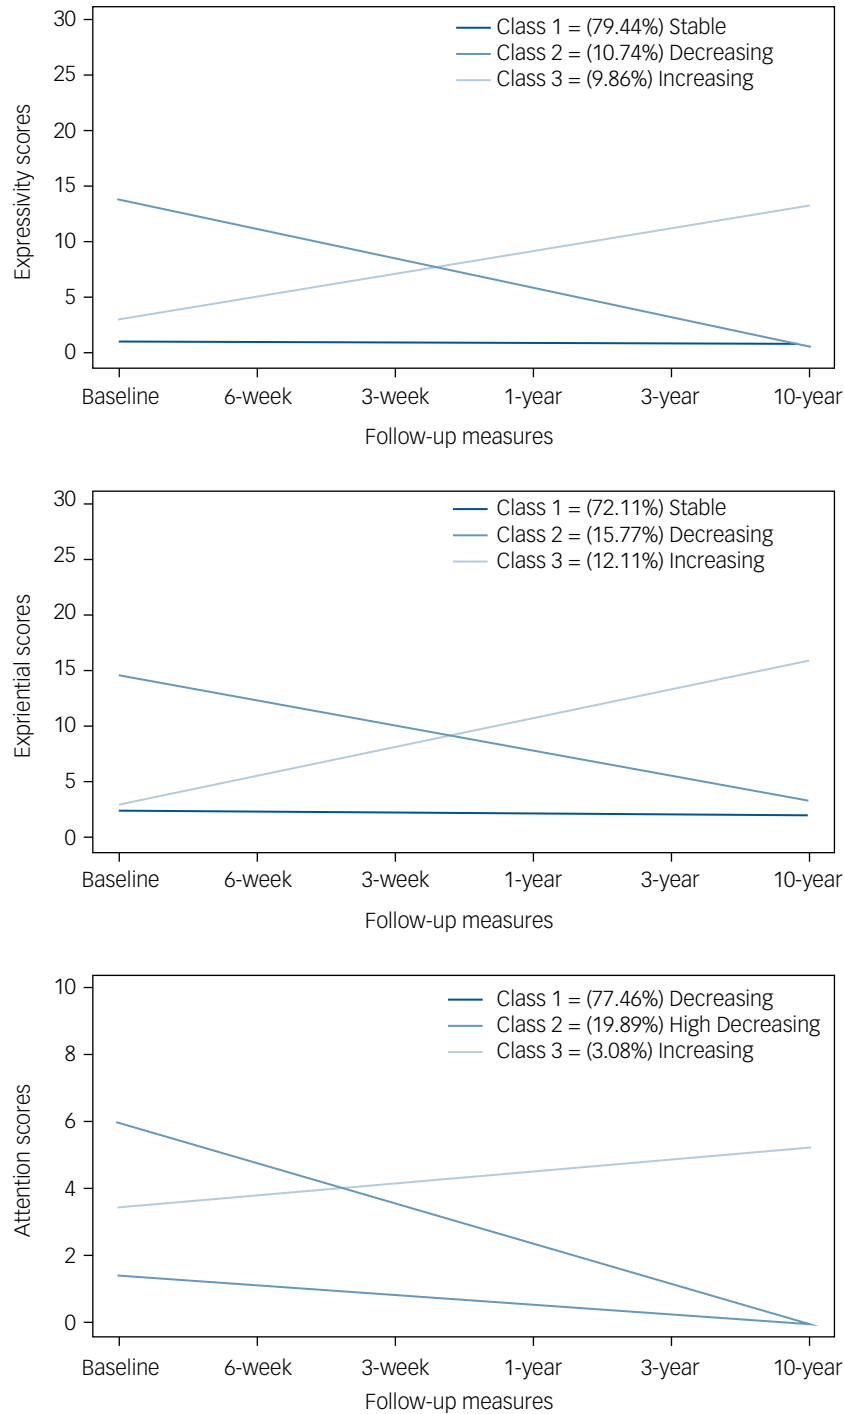 30
25
20
15
10
5
0
Expressivity scores
Class 1 = (79.44%) Stable
Class 2 = (10.74%) Decreasing
Class 3 = (9.86%) Increasing
Baseline 6-week 3-week 1-year 3-year 10-year
Follow-up measures
30
25
20
15
10
5
0
Expriential scores
Class 1 = (72.11%) Stable
Class 2 = (15.77%) Decreasing
Class 3 = (12.11%) Increasing
Baseline 6-week 3-week 1-year 3-year 10-year
Follow-up measures
10
8
6
4
2
0
Attention scores
Class 1 = (77.46%) Decreasing
Class 2 = (19.89%) High Decreasing
Class 3 = (3.08%) Increasing
Baseline 6-week 3-week 1-year 3-year 10-year
Follow-up measures